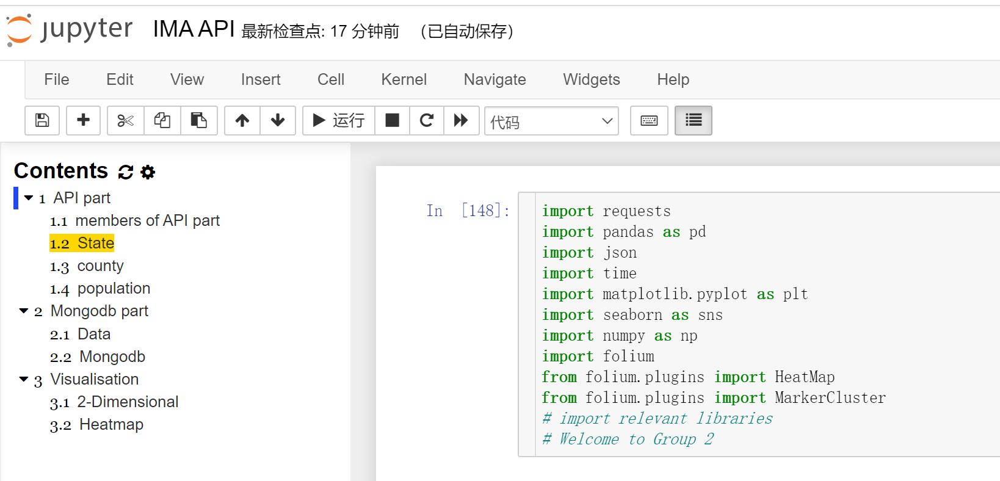 jupyter IMA API 最新检查点: 17 分钟前 （已自动保存）
File Edit View Insert Cell Kernel Navigate Widgets Help
运行 代码
Contents
1 API part
1.1 members of API part
1.2 State
1.3 county
1.4 population
2 Mongodb part
2.1 Data
2.2 Mongodb
3 Visualisation
3.1 2-Dimensional
3.2 Heatmap
In [148]:
import requests
import pandas as pd
import json
import time
import matplotlib.pyplot as plt
import seaborn as sns
import numpy as np
import folium
from folium.plugins import HeatMap
from folium.plugins import MarkerCluster
# import relevant libraries
# Welcome to Group 2